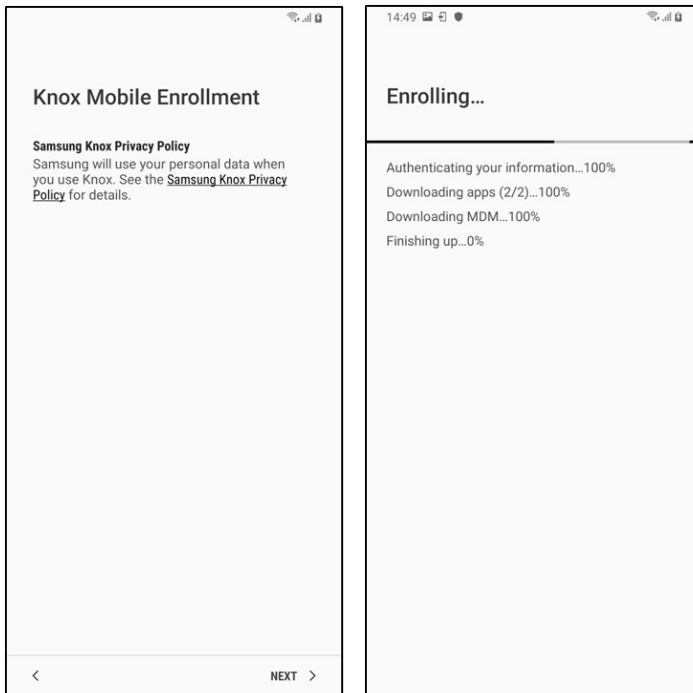 Knox Mobile Enrollment
Samsung Knox Privacy Policy
Samsung will use your personal data when
you use Knox. See the Samsung Knox Privacy
Policy for details.
NEXT
14:49
Enrolling...
Authenticating your information...100%
Downloading apps (2/2)...100%
Downloading MDM...100%
Finishing up...0%